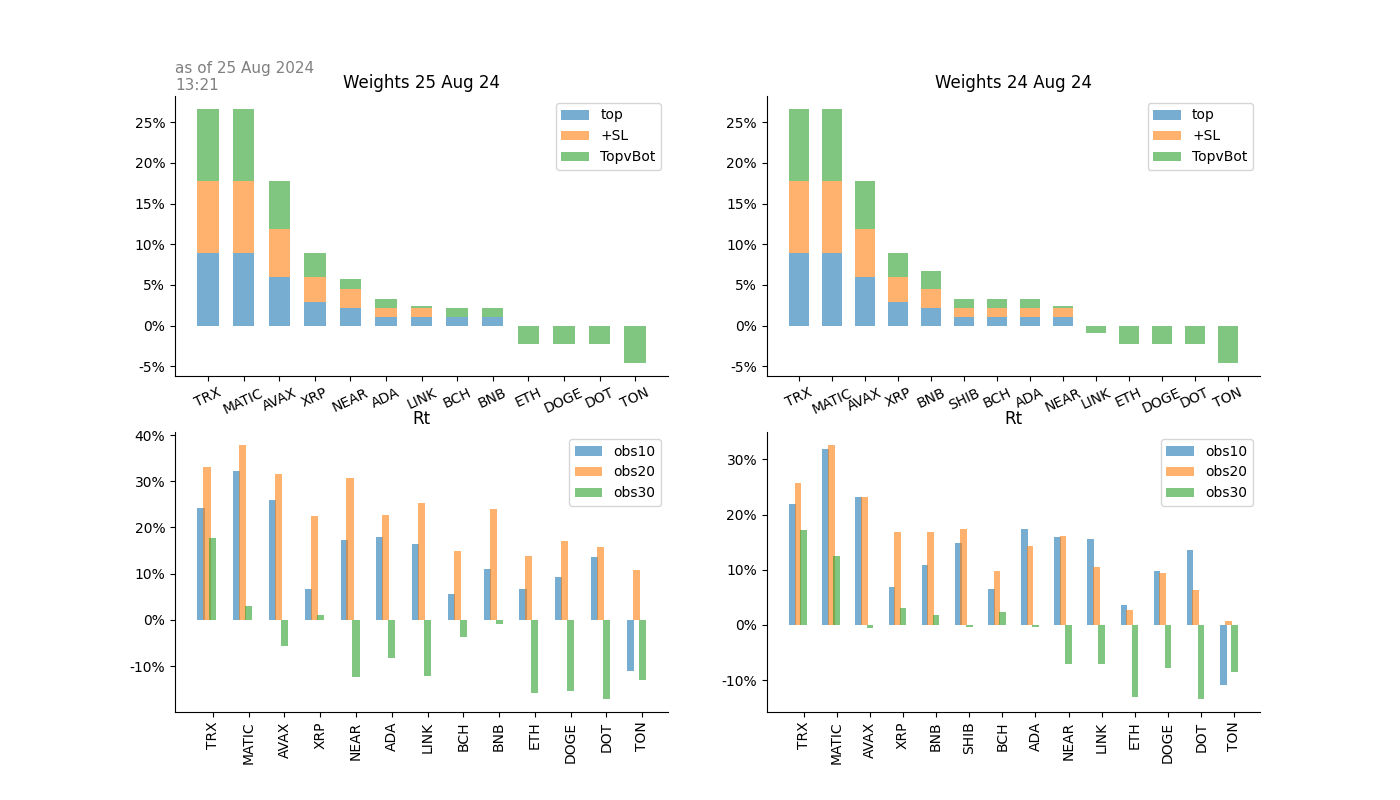 as of 25 Aug 2024
13:21
Weights 25 Aug 24
25%
20%
15%
10%
5%
0%
-5%
top
+SL
TopvBot
TRX MATIC AVAX XRP NEAR ADA LINK BCH BNB ETH DOGE DOT TON
Weights 24 Aug 24
25%
20%
15%
10%
5%
0%
-5%
top
+SL
TopvBot
TRX MATIC AVAX XRP BNB SHIB BCH ADA NEAR LINK ETH DOGE DOT TON
Rt
40%
30%
20%
10%
0%
-10%
obs10
obs20
obs30
TRX MATIC AVAX XRP NEAR ADA LINK BCH BNB ETH DOGE DOT TON
Rt
30%
20%
10%
0%
-10%
obs10
obs20
obs30
TRX MATIC AVAX XRP BNB SHIB BCH ADA NEAR LINK ETH DOGE DOT TON